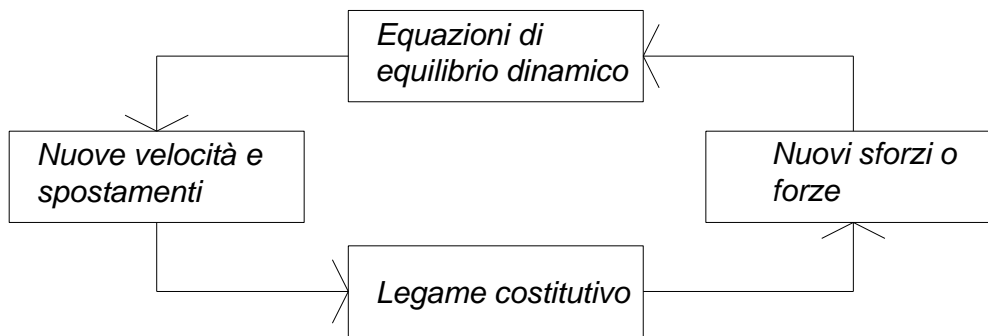 Equazioni di
equilibrio dinamico
Nuove velocità e
spostamenti
Nuovi sforzi o
forze
Legame costitutivo